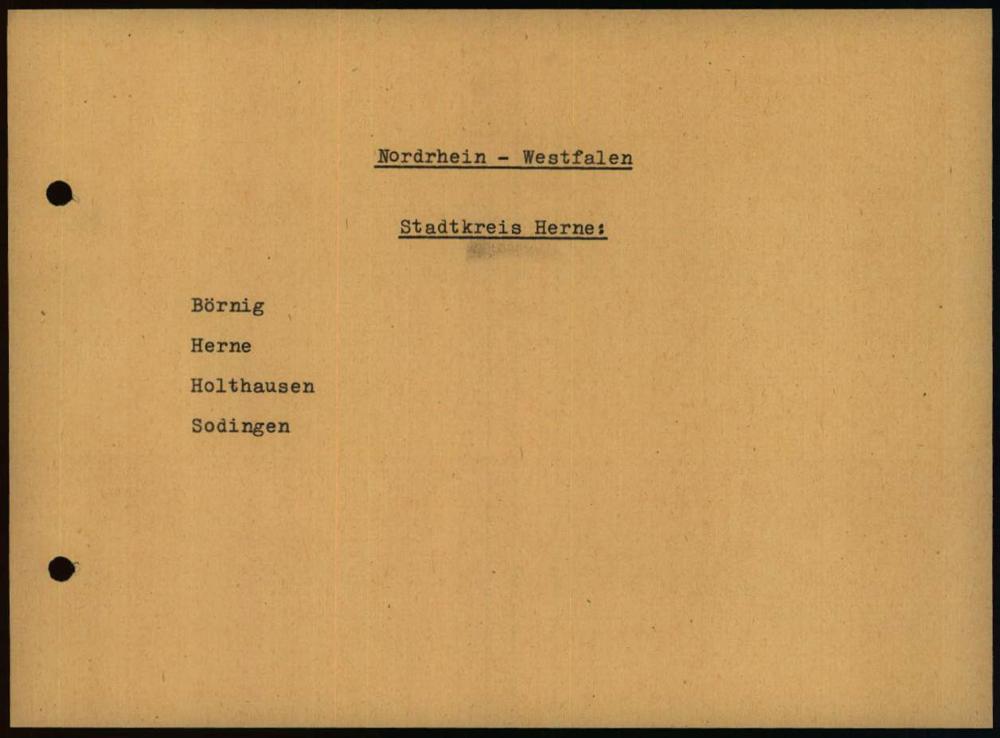 Nordrhein - Westfalen
Stadtkreis Herne:
Börnig
Herne
Holthausen
Sodingen